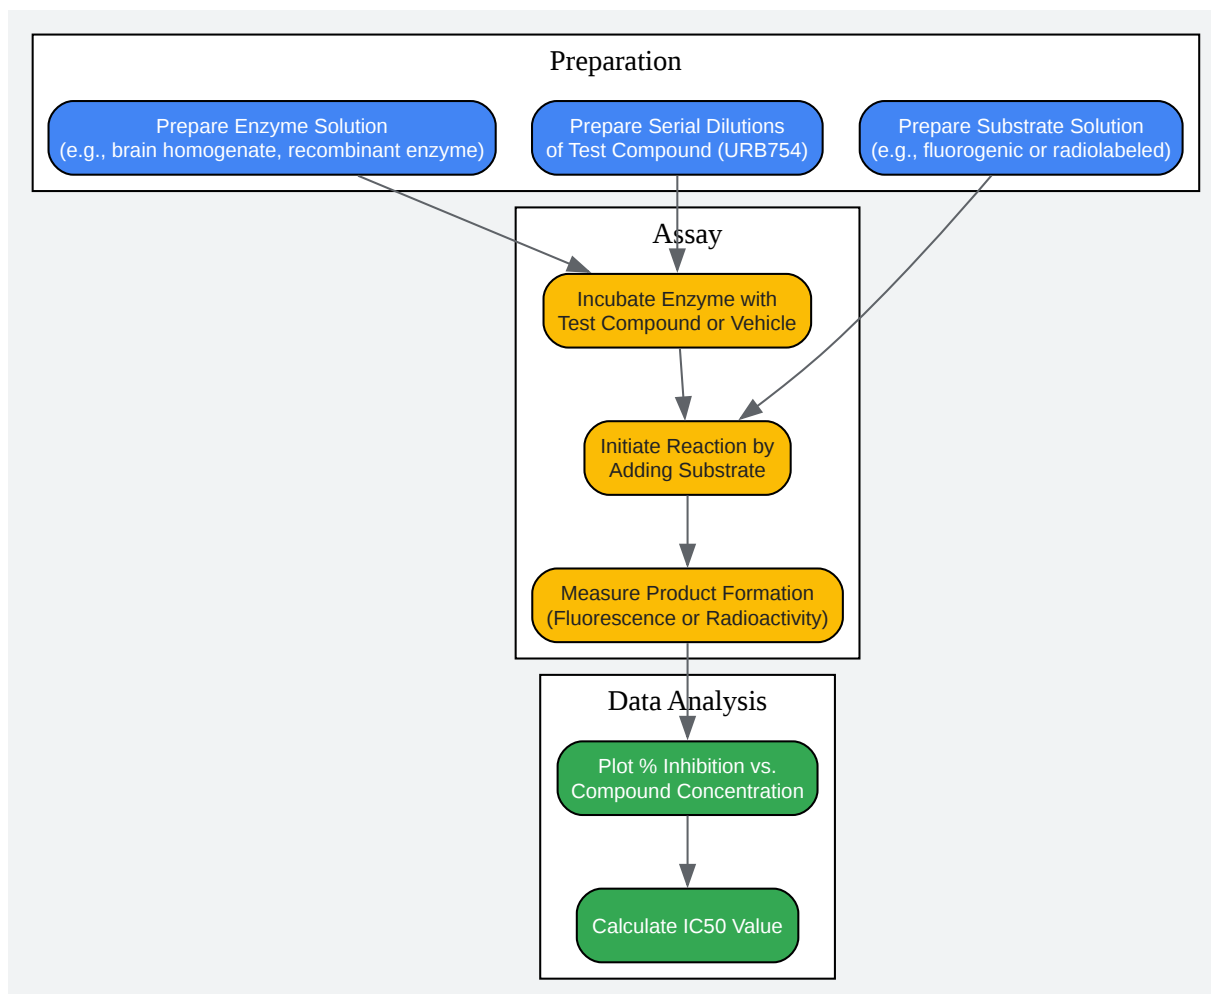 Preparation
Prepare Enzyme Solution
(e.g., brain homogenate, recombinant enzyme)
Prepare Serial Dilutions
of Test Compound (URB754)
Prepare Substrate Solution
(e.g., fluorogenic or radiolabeled)
Assay
Incubate Enzyme with
Test Compound or Vehicle
Initiate Reaction by
Adding Substrate
Measure Product Formation
(Fluorescence or Radioactivity)
Data Analysis
Plot % Inhibition vs.
Compound Concentration
Calculate IC50 Value